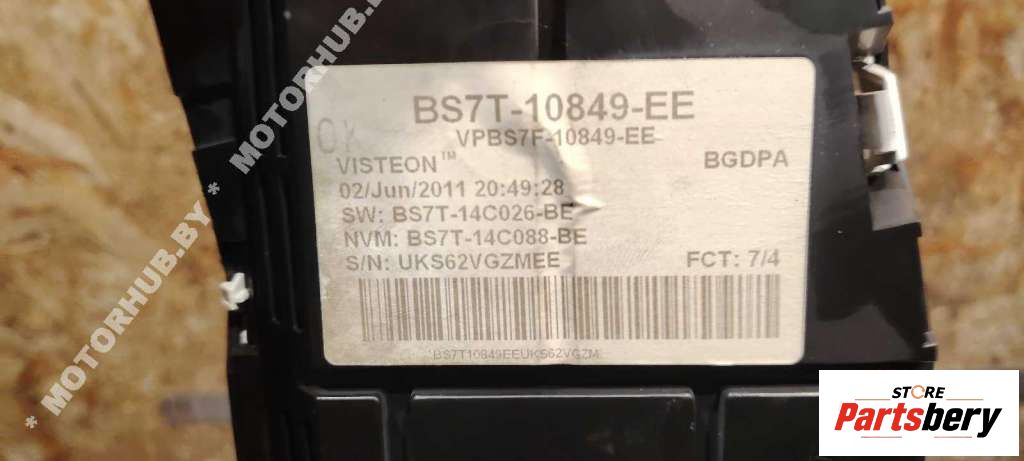 BS7T-10849-EE
VPBS7F-10849-EE
VISTEON™ BGDPA
02/Jun/2011 20:49:28
SW: BS7T-14C026-BE
NVM: BS7T-14C088-BE
S/N: UKS62VGZMEE FCT: 7/4
BS7T10849EEUKS62VGZM
* MOTORHUB.BY * MOTORHUB.BY *
STORE
Partsbery